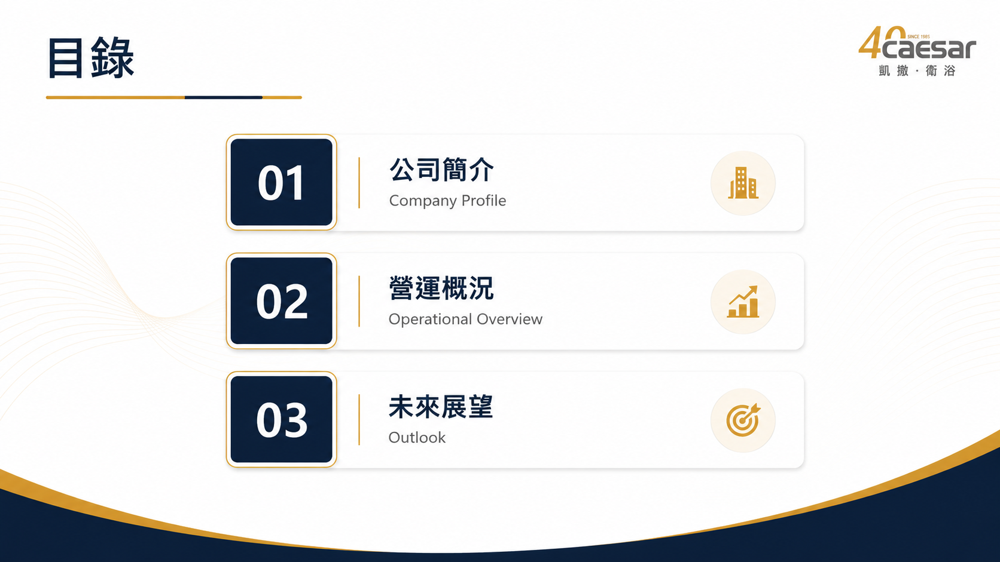 目錄
40
SINCE 1985
caesar
凱撒·衛浴
01
公司簡介
Company Profile
02
營運概況
Operational Overview
03
未來展望
Outlook